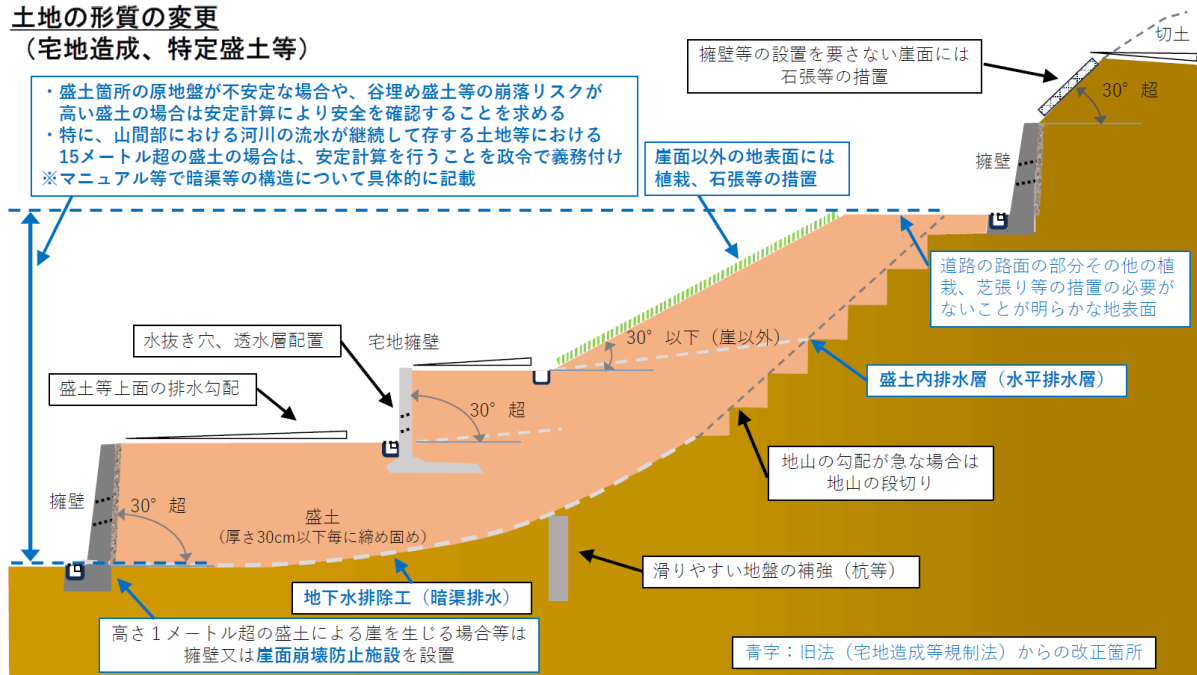 土地の形質の変更
（宅地造成、特定盛土等）
・盛土箇所の原地盤が不安定な場合や、谷埋め盛土等の崩落リスクが
高い盛土の場合は安定計算により安全を確認することを求める
・特に、山間部における河川の流水が継続して存する土地等における
15メートル超の盛土の場合は、安定計算を行うことを政令で義務付け
※マニュアル等で暗渠等の構造について具体的に記載
擁壁等の設置を要さない崖面には
石張等の措置
切土
30°超
擁壁
崖面以外の地表面には
植栽、石張等の措置
道路の路面の部分その他の植
栽、芝張り等の措置の必要が
ないことが明らかな地表面
水抜き穴、透水層配置
宅地擁壁
30°以下（崖以外）
盛土内排水層（水平排水層）
盛土等上面の排水勾配
30°超
地山の勾配が急な場合は
地山の段切り
擁壁
30°超
盛土
（厚さ30cm以下毎に締め固め）
滑りやすい地盤の補強（杭等）
地下水排除工（暗渠排水）
高さ１メートル超の盛土による崖を生じる場合等は
擁壁又は崖面崩壊防止施設を設置
青字：旧法（宅地造成等規制法）からの改正箇所